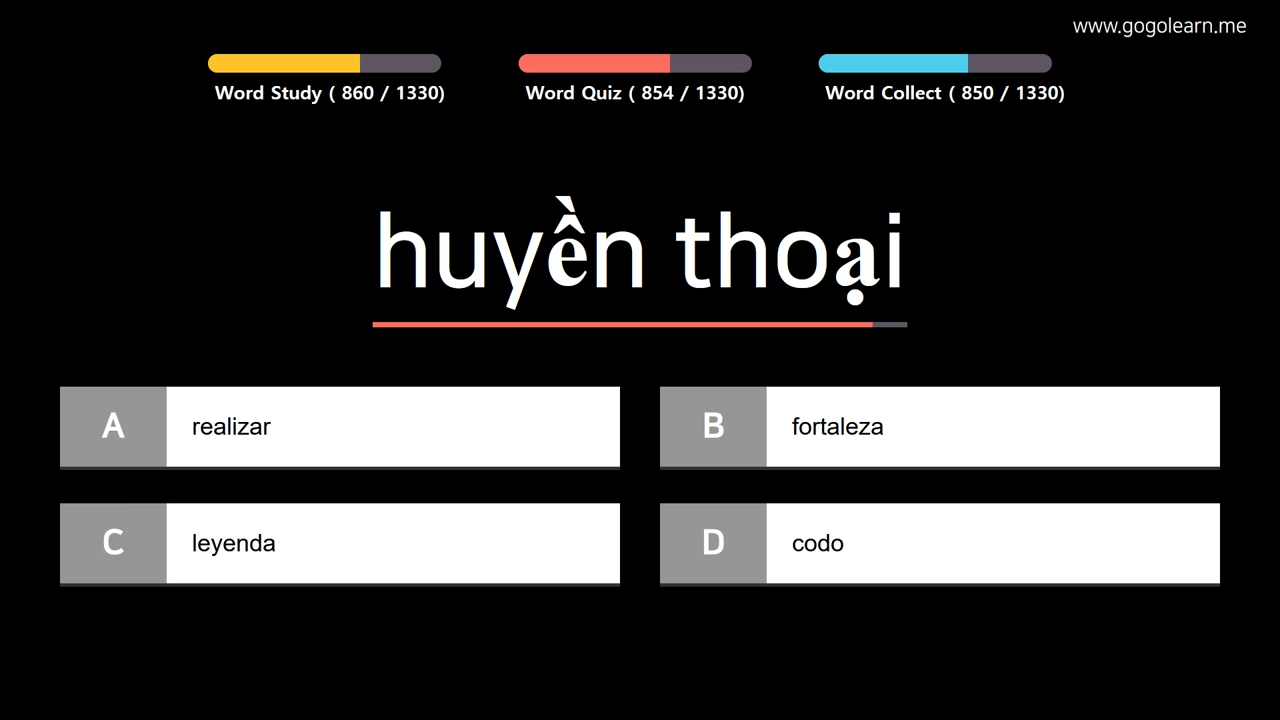 www.gogolearn.me
Word Study ( 860 / 1330)
Word Quiz ( 854 / 1330)
Word Collect ( 850 / 1330)
huyền thoại
A
realizar
B
fortaleza
C
leyenda
D
codo